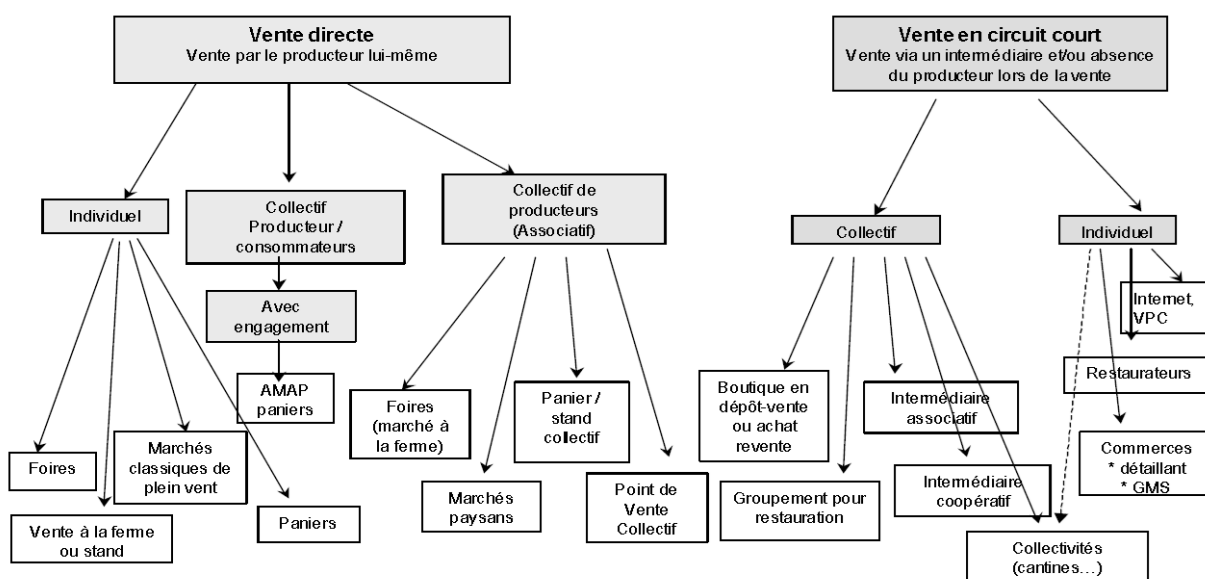 Vente directe
Vente par le producteur lui-même
Vente en circuit court
Vente via un intermédiaire et/ou absence
du producteur lors de la vente
Individuel
Collectif
Producteur /
consommateurs
Collectif de
producteurs
(Associatif)
Collectif
Individuel
Avec
engagement
AMAP
paniers
Foires
Vente à la ferme
ou stand
Marchés
classiques de
plein vent
Paniers
Foires
(marché à
la ferme)
Marchés
paysans
Panier /
stand
collectif
Point de
Vente
Collectif
Boutique en
dépôt-vente
ou achat
revente
Groupement pour
restauration
Intermédiaire
associatif
Intermédiaire
coopératif
Collectivités
(cantines...)
Internet,
VPC
Restaurateurs
Commerces
* détaillant
* GMS